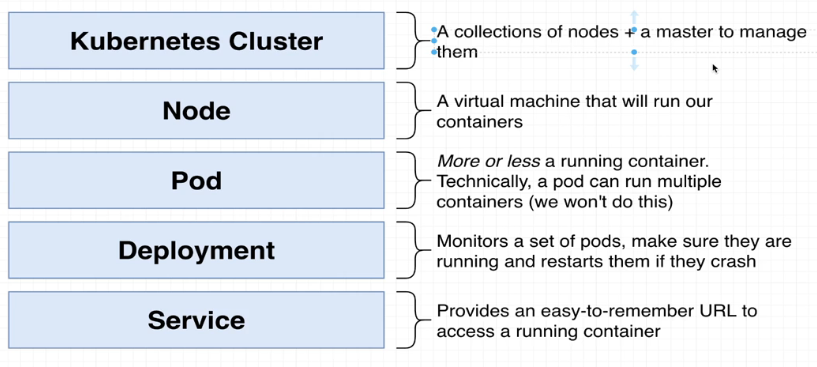 Kubernetes Cluster
A collections of nodes + a master to manage
them
Node
A virtual machine that will run our
containers
Pod
More or less a running container.
Technically, a pod can run multiple
containers (we won't do this)
Deployment
Monitors a set of pods, make sure they are
running and restarts them if they crash
Service
Provides an easy-to-remember URL to
access a running container